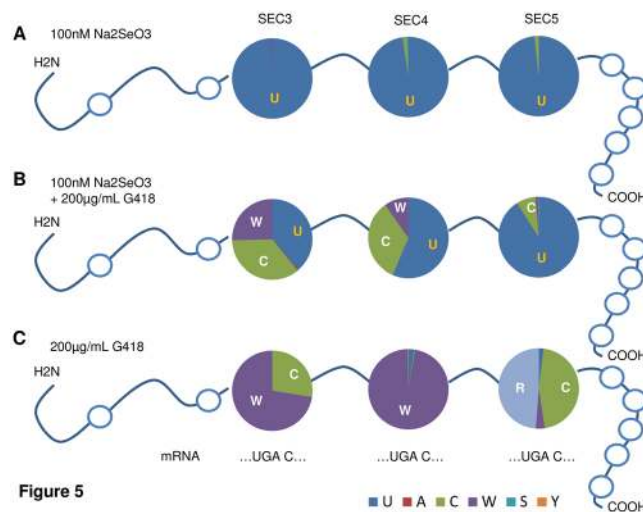 SEC3 SEC4 SEC5
A 100nM Na2SeO3
H2N
U U U
COOH
B 100nM Na2SeO3
+ 200µg/mL G418
H2N
W U C C W U C U
COOH
C 200µg/mL G418
H2N
C W W R C
mRNA ...UGA C... ...UGA C... ...UGA C...
Figure 5
U A C W S Y
COOH